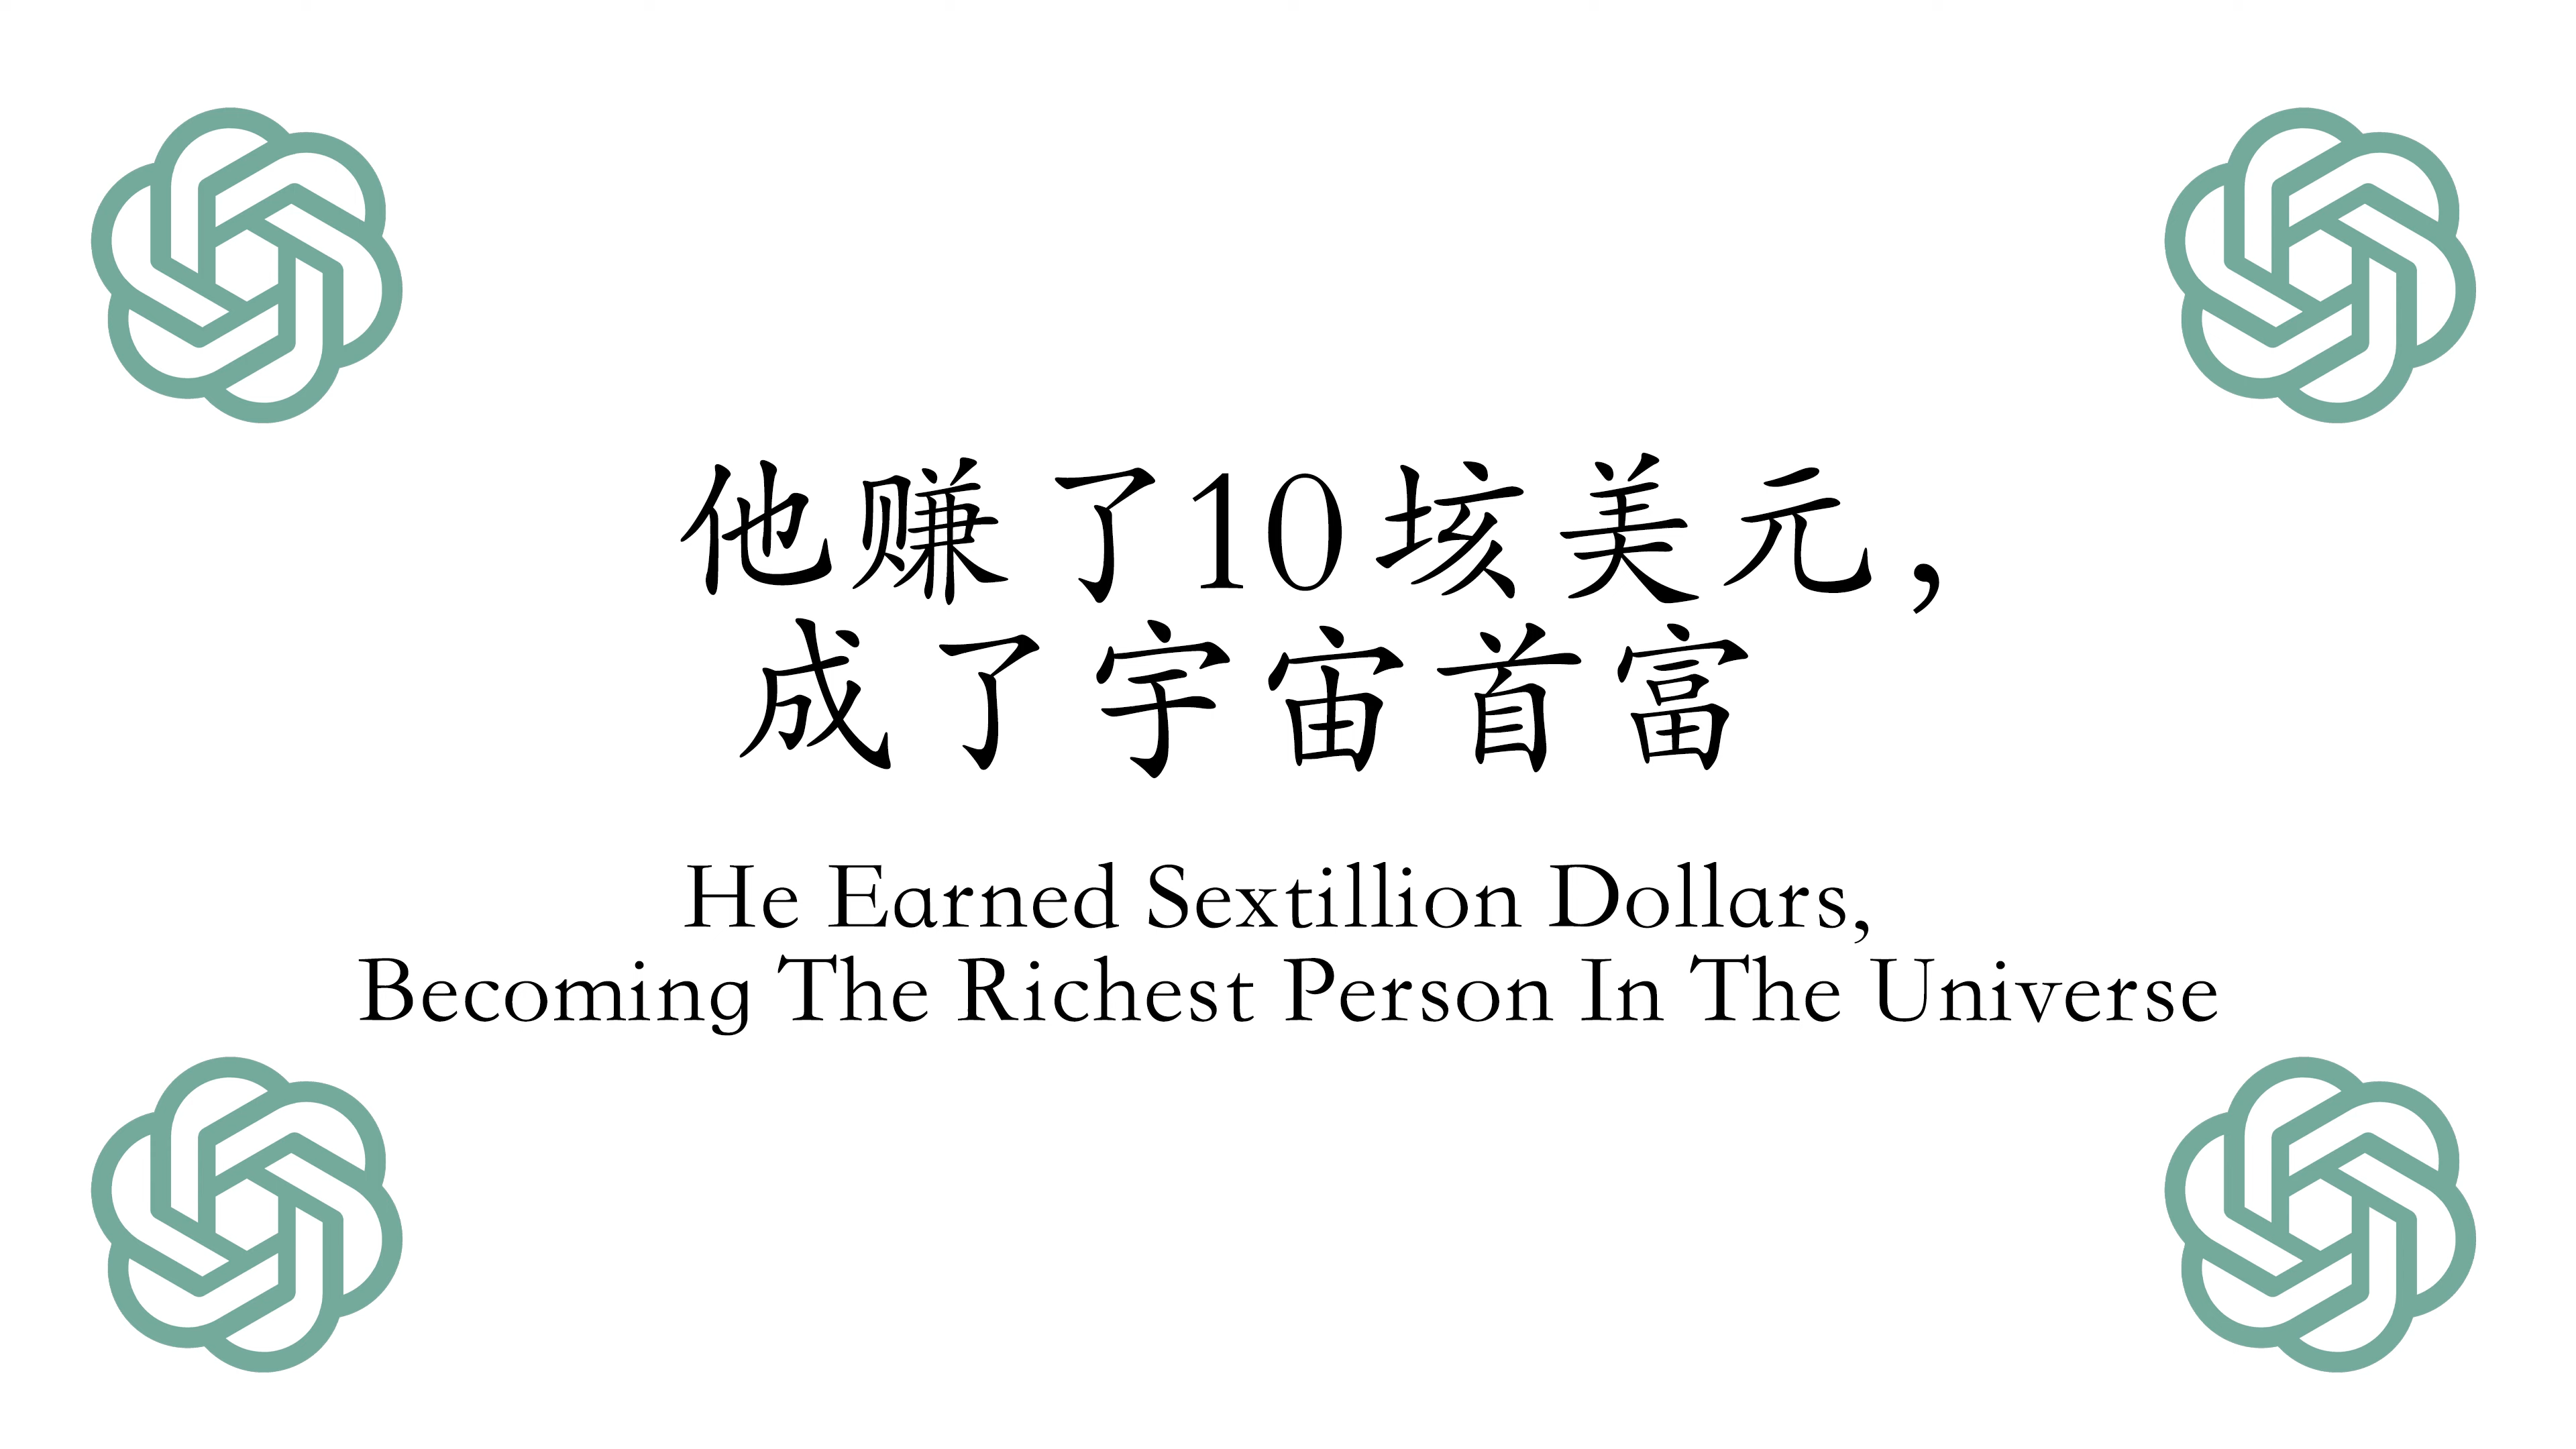 他赚了10垓美元，
成了宇宙首富
He Earned Sextillion Dollars,
Becoming The Richest Person In The Universe